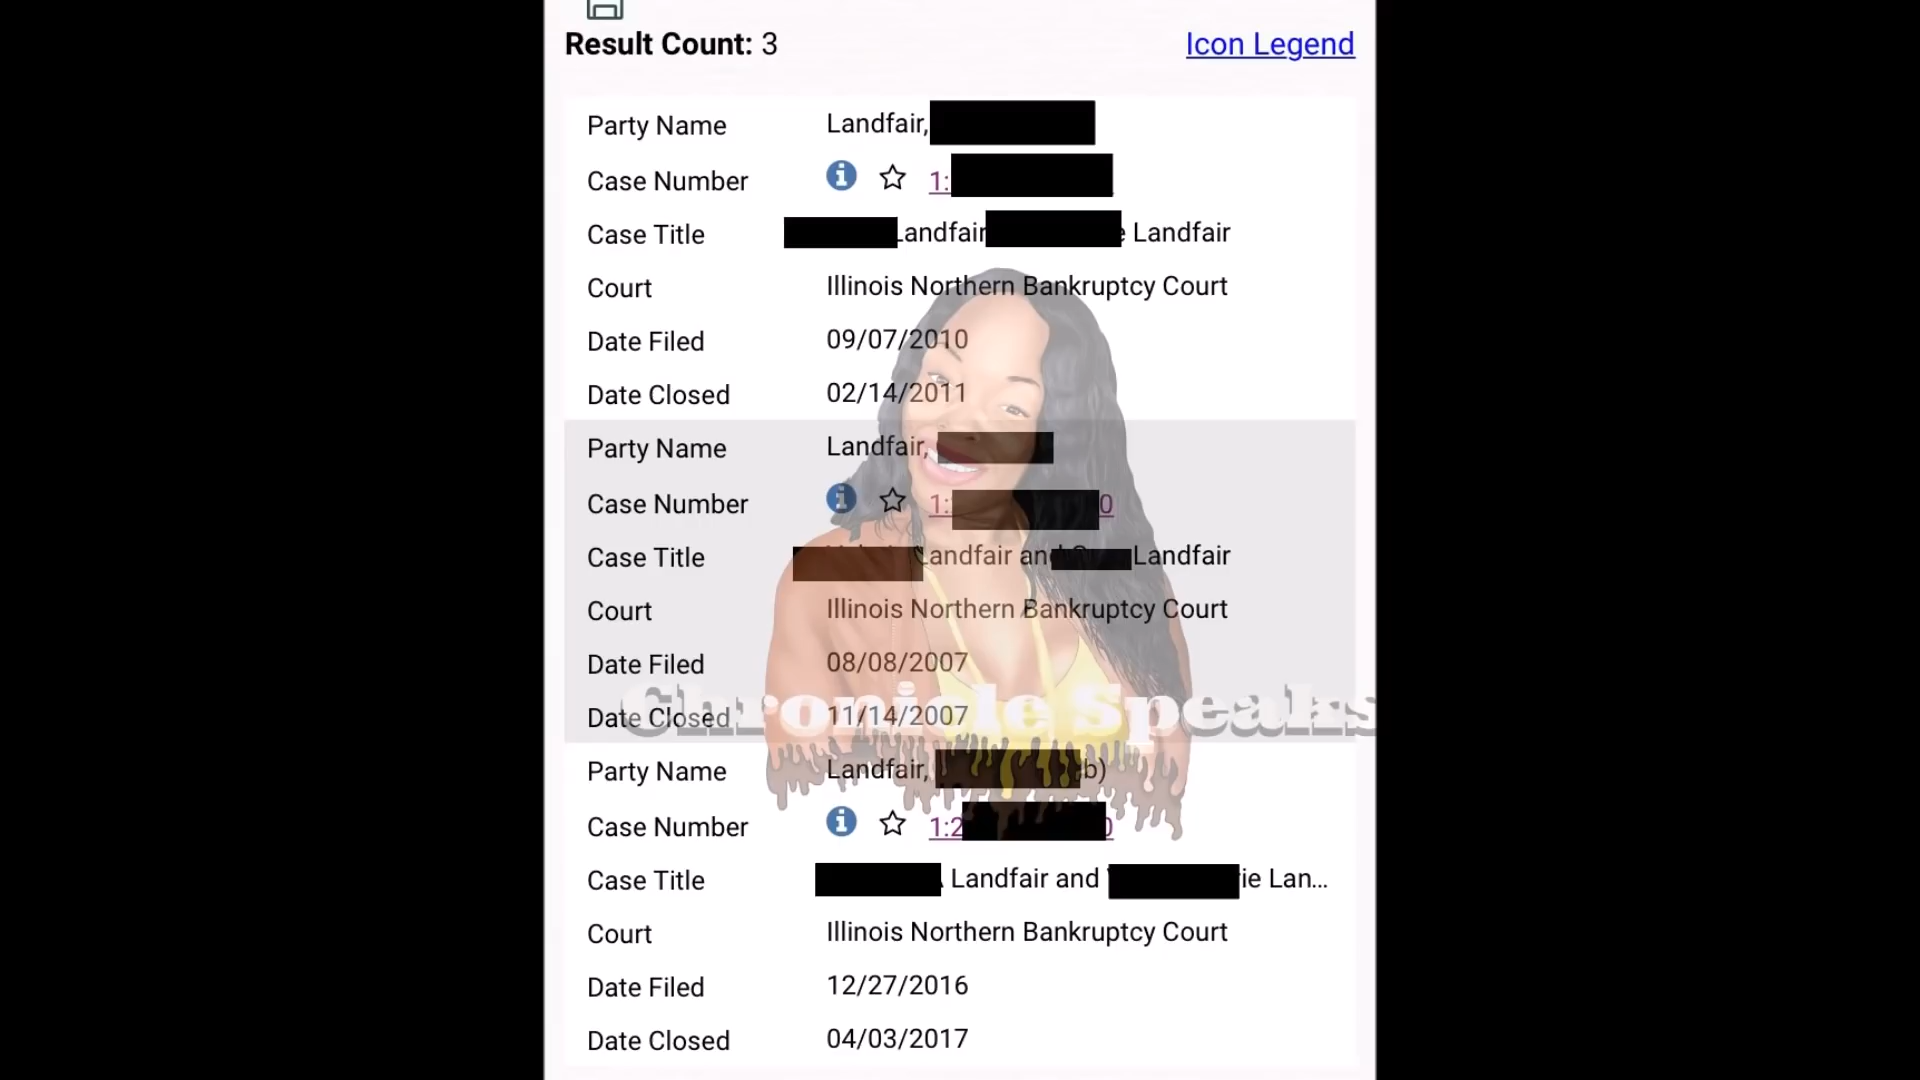 Result Count: 3 Icon Legend
Party Name Landfair,
Case Number 1:
Case Title Landfair Landfair
Court Illinois Northern Bankruptcy Court
Date Filed 09/07/2010
Date Closed 02/14/2011
Party Name Landfair,
Case Number 1: 0
Case Title Landfair and Landfair
Court Illinois Northern Bankruptcy Court
Date Filed 08/08/2007
Date Closed 11/14/2007
Chronicle Speaks
Party Name Landfair, b)
Case Number 1:2 0
Case Title Landfair and ie Lan...
Court Illinois Northern Bankruptcy Court
Date Filed 12/27/2016
Date Closed 04/03/2017